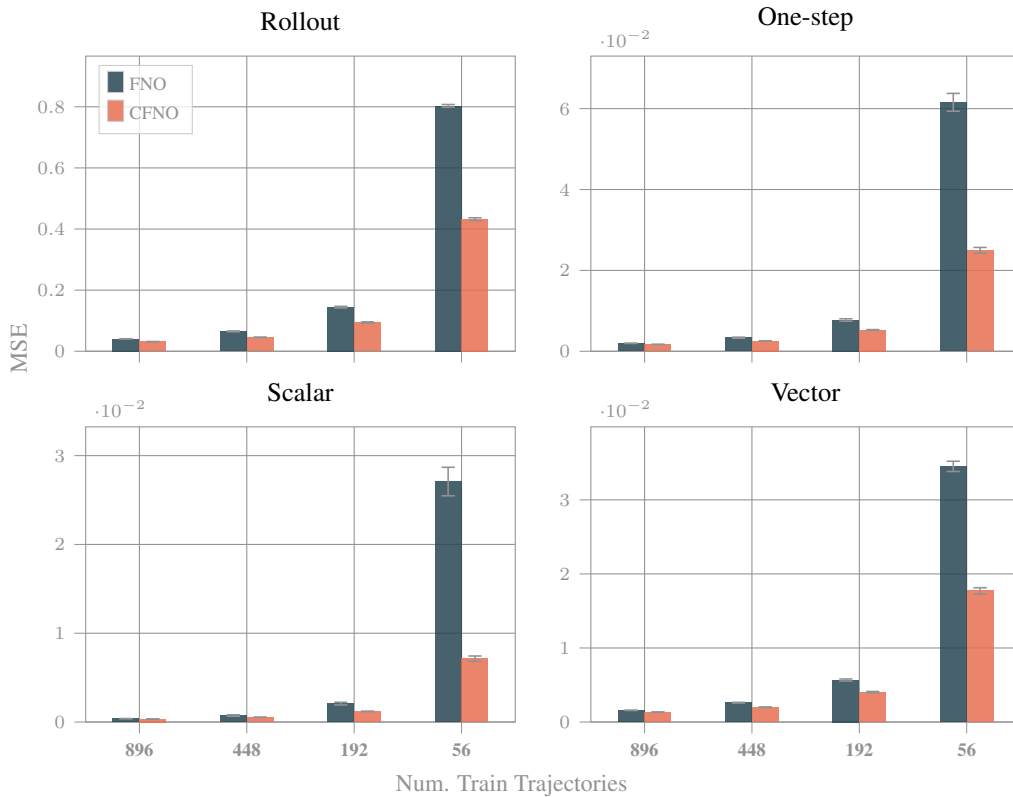 Rollout
FNO
CFNO
0.8
0.6
0.4
0.2
0
One-step
·10⁻²
6
4
2
0
MSE
Scalar
·10⁻²
3
2
1
0
896 448 192 56
Vector
·10⁻²
3
2
1
0
896 448 192 56
Num. Train Trajectories